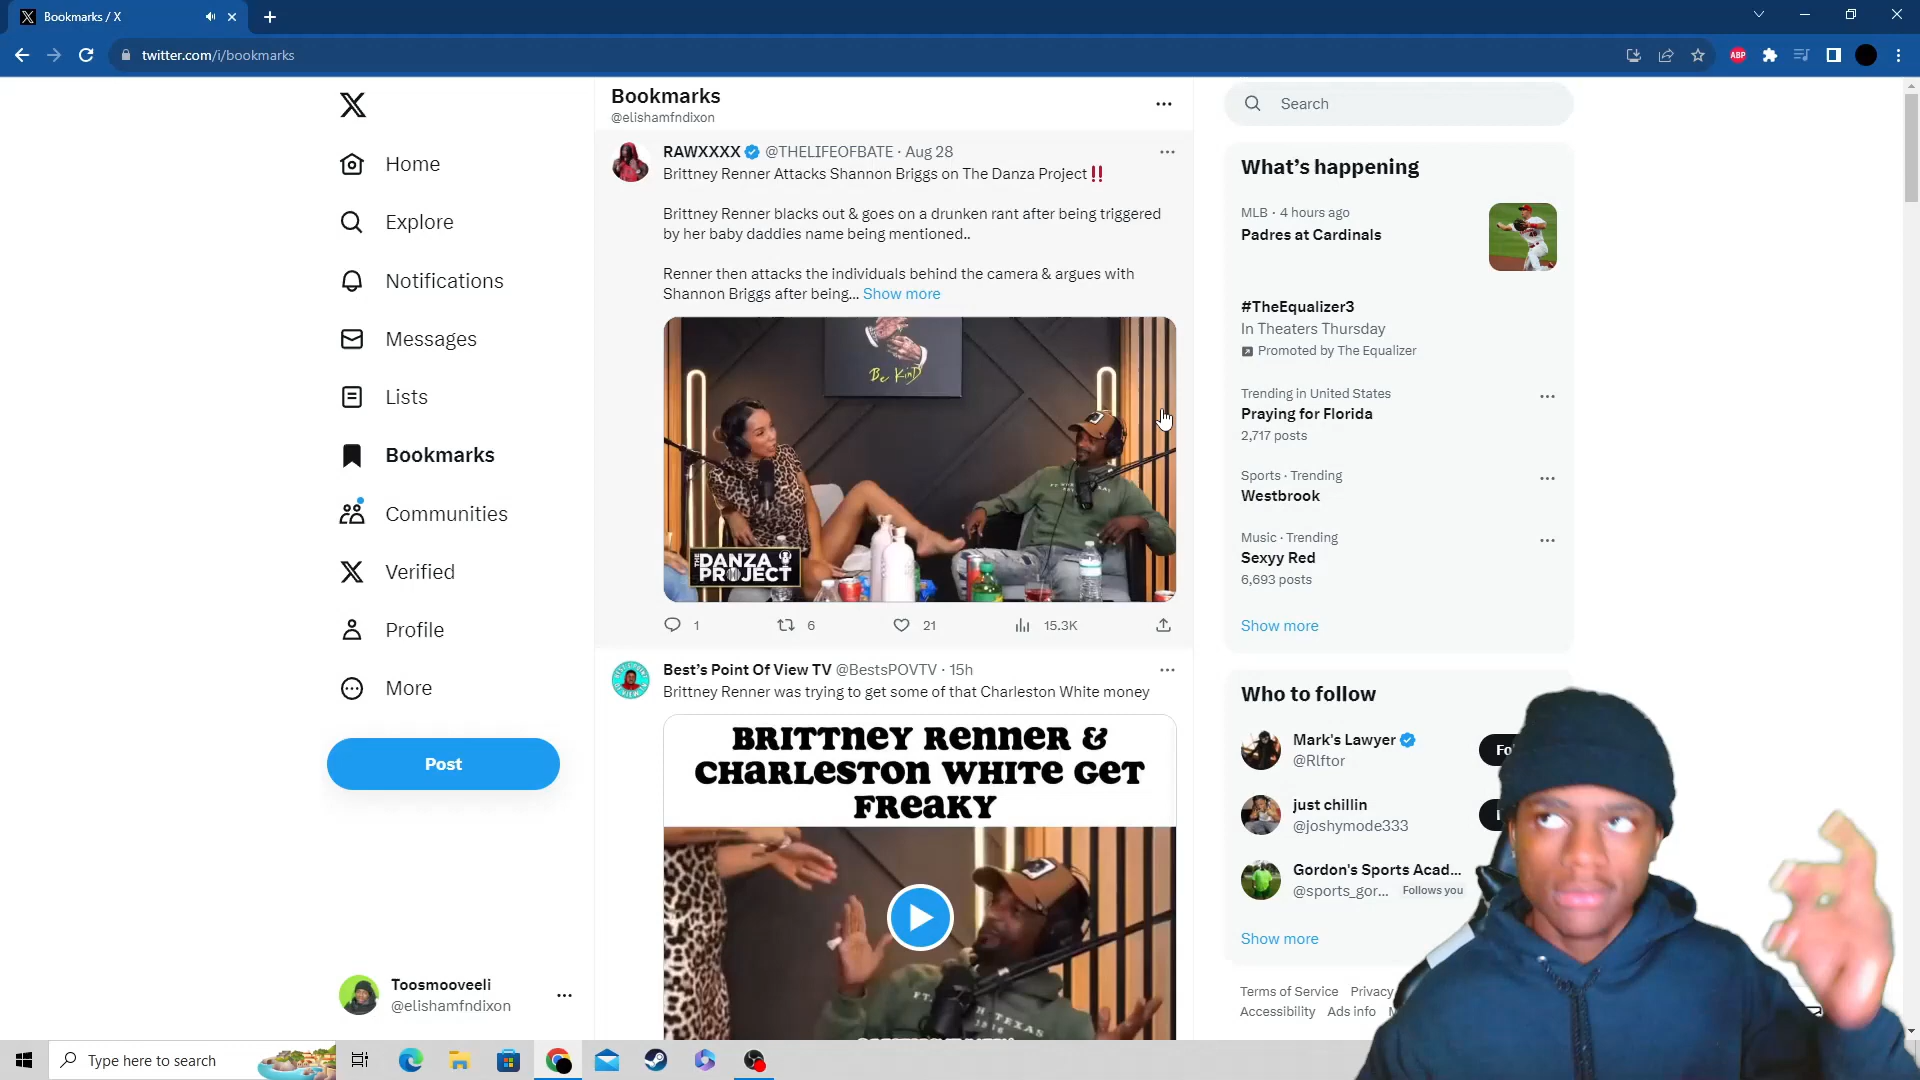 Bookmarks / X
twitter.com/i/bookmarks
ABP
Home
Explore
Notifications
Messages
Lists
Bookmarks
Communities
Verified
Profile
More
Post
Toosmooveeli
@elishamfndixon
Bookmarks
@elishamfndixon
RAWXXXX @THELIFEOFBATE · Aug 28
Brittney Renner Attacks Shannon Briggs on The Danza Project‼️
Brittney Renner blacks out & goes on a drunken rant after being triggered
by her baby daddies name being mentioned..
Renner then attacks the individuals behind the camera & argues with
Shannon Briggs after being... Show more
Be Kind
THE
DANZA
PROJECT
1
6
21
15.3K
Best's Point Of View TV @BestsPOVTV · 15h
Brittney Renner was trying to get some of that Charleston White money
BRITTNEY RENNER &
CHARLESTON WHITE GET
FREAKY
Search
What's happening
MLB · 4 hours ago
Padres at Cardinals
#TheEqualizer3
In Theaters Thursday
Promoted by The Equalizer
Trending in United States
Praying for Florida
2,717 posts
Sports · Trending
Westbrook
Music · Trending
Sexyy Red
6,693 posts
Show more
Who to follow
Mark's Lawyer
@Rlftor
Fo
just chillin
@joshymode333
Gordon's Sports Acad...
@sports_gor... Follows you
Show more
Terms of Service Privacy
Accessibility Ads info
Type here to search